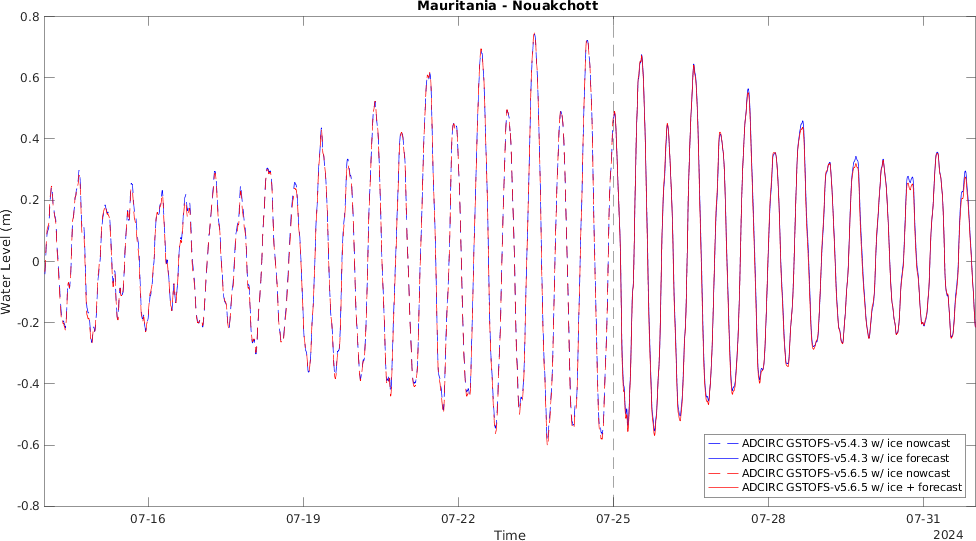 Mauritania - Nouakchott
0.8
0.6
0.4
0.2
0
-0.2
-0.4
-0.6
-0.8
Water Level (m)
ADCIRC GSTOFS-v5.4.3 w/ ice nowcast
ADCIRC GSTOFS-v5.4.3 w/ ice forecast
ADCIRC GSTOFS-v5.6.5 w/ ice nowcast
ADCIRC GSTOFS-v5.6.5 w/ ice + forecast
07-16 07-19 07-22 07-25 07-28 07-31
Time
2024